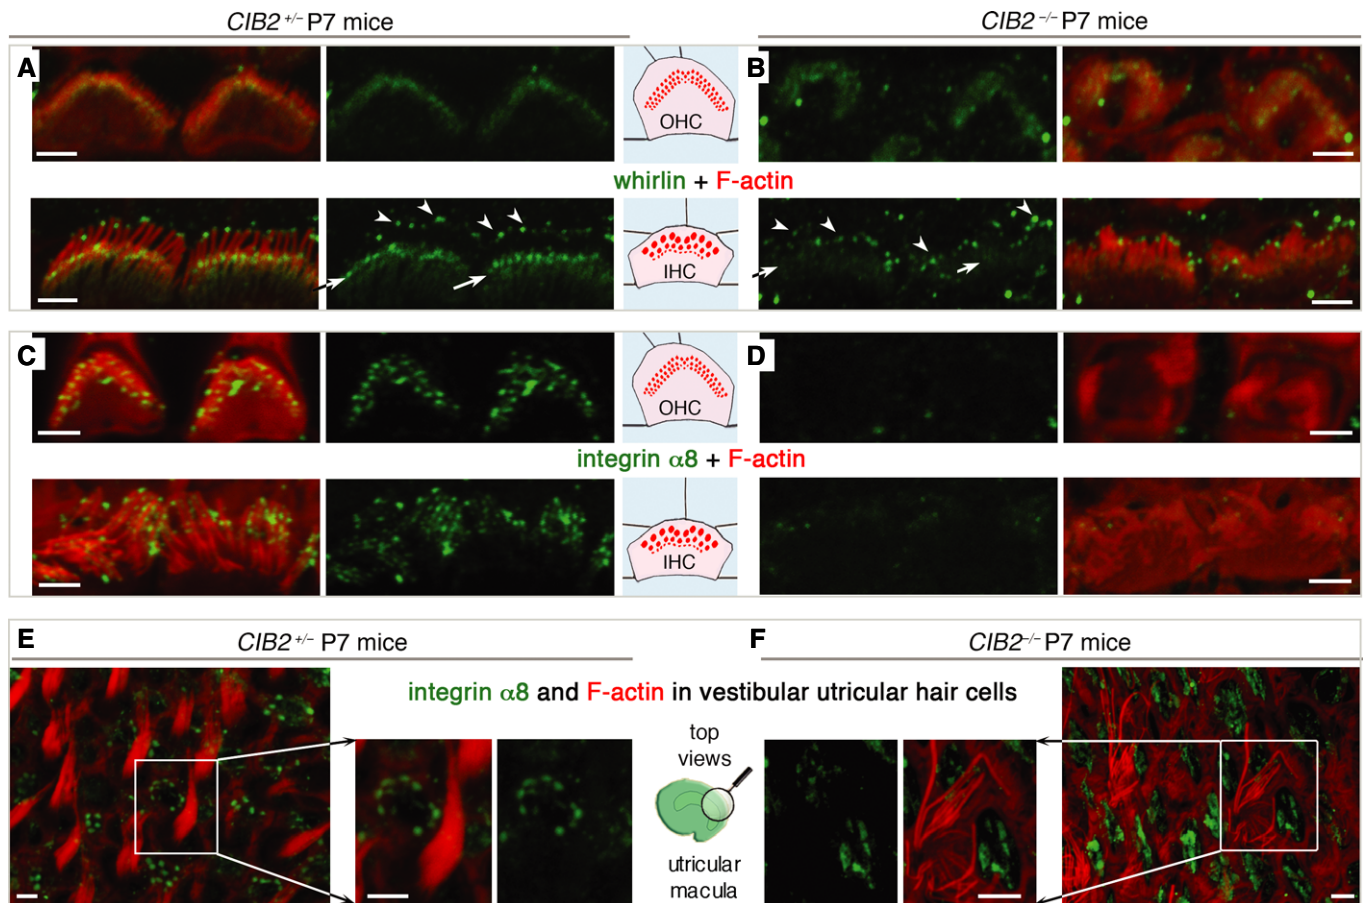 CIB2 +/– P7 mice
CIB2 –/– P7 mice
A
B
OHC
whirlin + F-actin
IHC
C
D
OHC
integrin α8 + F-actin
IHC
E
CIB2 +/– P7 mice
F
CIB2–/– P7 mice
integrin α8 and F-actin in vestibular utricular hair cells
top
views
utricular
macula